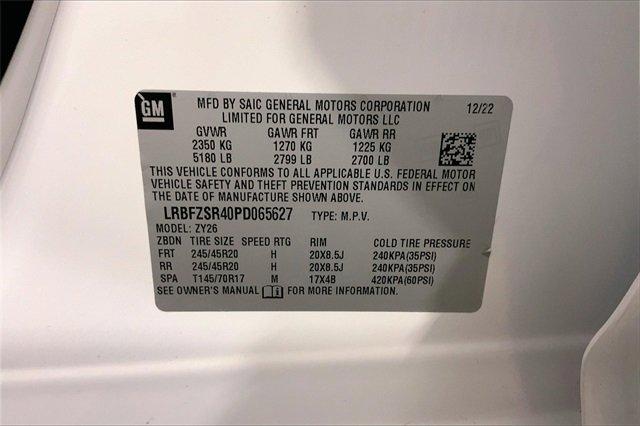 GM
MFD BY SAIC GENERAL MOTORS CORPORATION 12/22
LIMITED FOR GENERAL MOTORS LLC
GVWR GAWR FRT GAWR RR
2350 KG 1270 KG 1225 KG
5180 LB 2799 LB 2700 LB
THIS VEHICLE CONFORMS TO ALL APPLICABLE U.S. FEDERAL MOTOR
VEHICLE SAFETY AND THEFT PREVENTION STANDARDS IN EFFECT ON
THE DATE OF MANUFACTURE SHOWN ABOVE.
LRBFZSR40PD065627 TYPE: M.P.V.
MODEL: ZY26
ZBDN TIRE SIZE SPEED RTG RIM COLD TIRE PRESSURE
FRT 245/45R20 H 20X8.5J 240KPA(35PSI)
RR 245/45R20 H 20X8.5J 240KPA(35PSI)
SPA T145/70R17 M 17X4B 420KPA(60PSI)
SEE OWNER'S MANUAL FOR MORE INFORMATION.